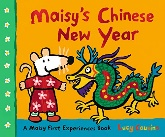 Maisy's Chinese
New Year
A Maisy First Experiences Book
Lucy Cousins